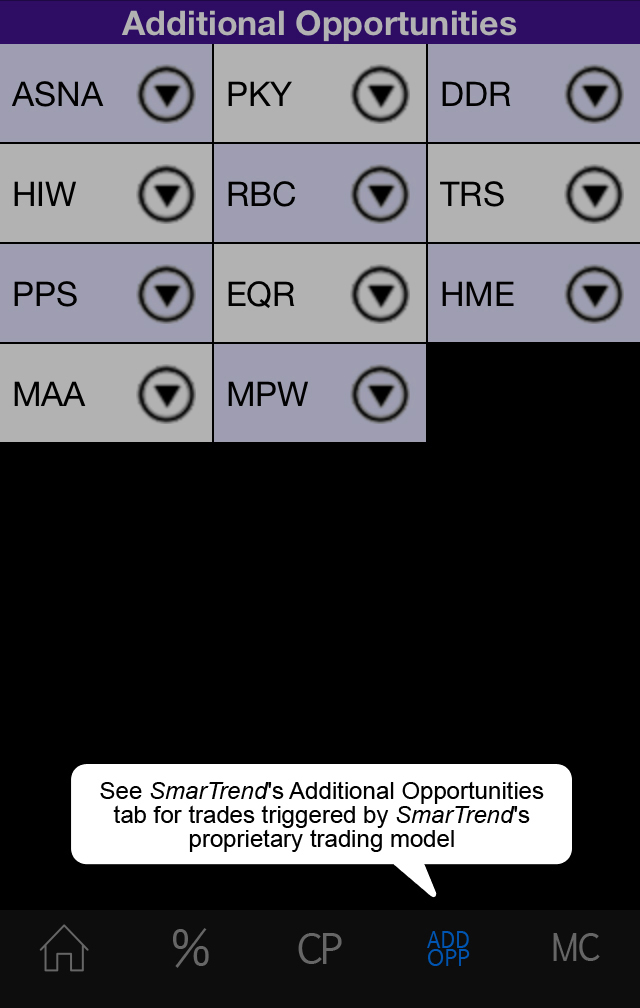 Additional Opportunities
ASNA PKY DDR
HIW RBC TRS
PPS EQR HME
MAA MPW
See SmarTrend's Additional Opportunities
tab for trades triggered by SmarTrend's
proprietary trading model
% CP ADD OPP MC